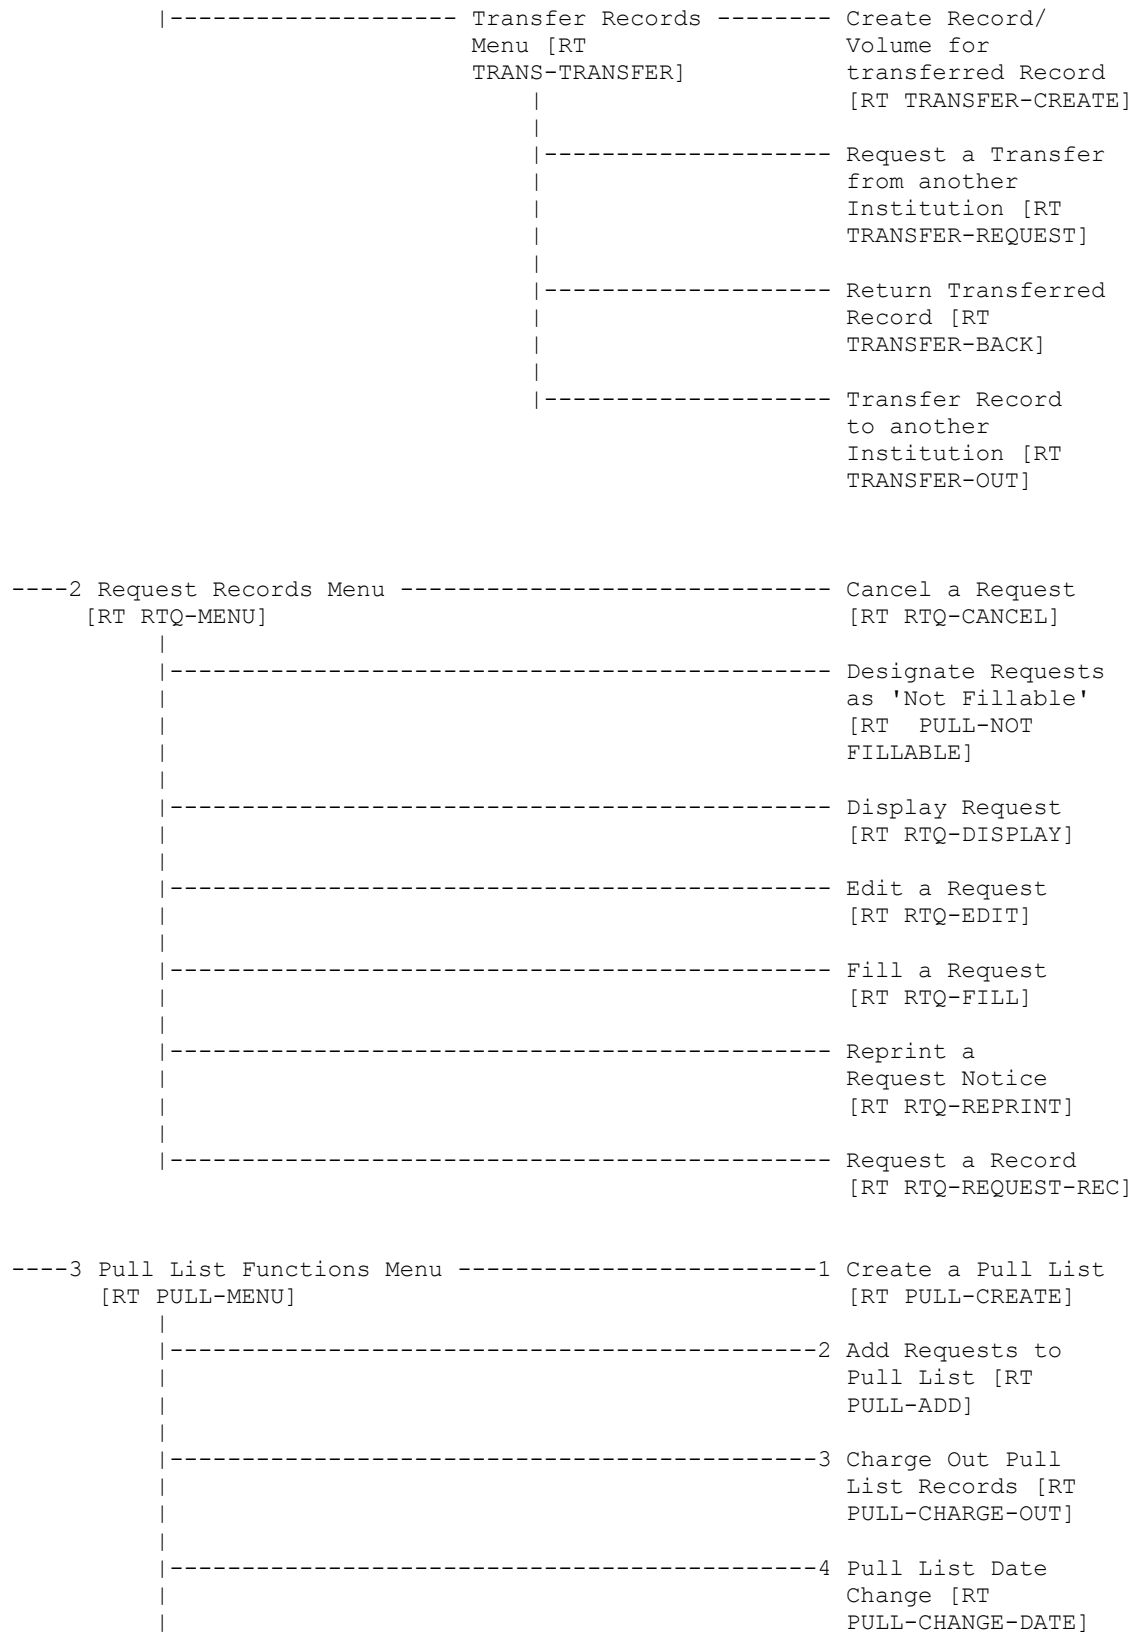 |-------------------- Transfer Records -------- Create Record/
Menu [RT Volume for
TRANS-TRANSFER] transferred Record
| [RT TRANSFER-CREATE]
|
|-------------------- Request a Transfer
| from another
| Institution [RT
| TRANSFER-REQUEST]
|
|-------------------- Return Transferred
| Record [RT
| TRANSFER-BACK]
|
|-------------------- Transfer Record
to another
Institution [RT
TRANSFER-OUT]
----2 Request Records Menu ------------------------------ Cancel a Request
[RT RTQ-MENU] [RT RTQ-CANCEL]
|
|---------------------------------------------- Designate Requests
| as 'Not Fillable'
| [RT  PULL-NOT
| FILLABLE]
|
|---------------------------------------------- Display Request
| [RT RTQ-DISPLAY]
|
|---------------------------------------------- Edit a Request
| [RT RTQ-EDIT]
|
|---------------------------------------------- Fill a Request
| [RT RTQ-FILL]
|
|---------------------------------------------- Reprint a
| Request Notice
| [RT RTQ-REPRINT]
|
|---------------------------------------------- Request a Record
[RT RTQ-REQUEST-REC]
----3 Pull List Functions Menu -------------------------1 Create a Pull List
[RT PULL-MENU] [RT PULL-CREATE]
|
|---------------------------------------------2 Add Requests to
| Pull List [RT
| PULL-ADD]
|
|---------------------------------------------3 Charge Out Pull
| List Records [RT
| PULL-CHARGE-OUT]
|
|---------------------------------------------4 Pull List Date
| Change [RT
| PULL-CHANGE-DATE]